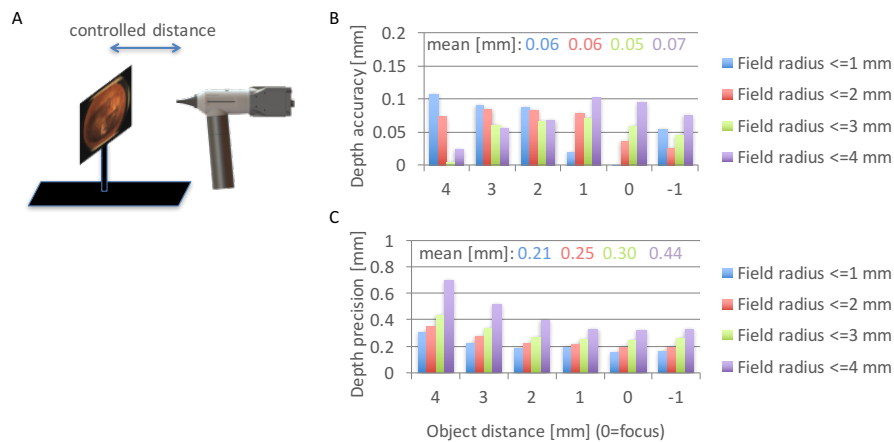 A
controlled distance
B
Depth accuracy [mm]
0.2
0.15
0.1
0.05
0
mean [mm]: 0.06 0.06 0.05 0.07
4 3 2 1 0 -1
Field radius <=1 mm
Field radius <=2 mm
Field radius <=3 mm
Field radius <=4 mm
C
Depth precision [mm]
1
0.8
0.6
0.4
0.2
0
mean [mm]: 0.21 0.25 0.30 0.44
4 3 2 1 0 -1
Object distance [mm] (0=focus)
Field radius <=1 mm
Field radius <=2 mm
Field radius <=3 mm
Field radius <=4 mm